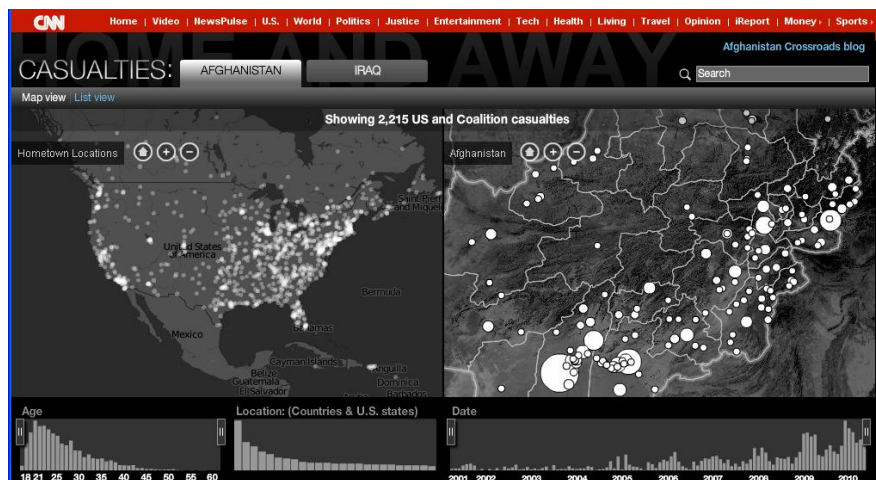 CNN Home | Video | NewsPulse | U.S. | World | Politics | Justice | Entertainment | Tech | Health | Living | Travel | Opinion | iReport | Money | Sports
HOME AND AWAY
Afghanistan Crossroads blog
CASUALTIES: AFGHANISTAN IRAQ
Search
Map view | List view
Showing 2,215 US and Coalition casualties
Hometown Locations
Afghanistan
Saint Pierre
and Miquel
United States
of America
Bermuda
Mexico
Bahamas
Cayman Islands
Anguilla
Belize
Guatemala
Dominica
El Salvador
Barbados
Age
18 21 25 30 35 40 45 50 55 60
Location: (Countries & U.S. states)
Date
2001 2002 2003 2004 2005 2006 2007 2008 2009 2010